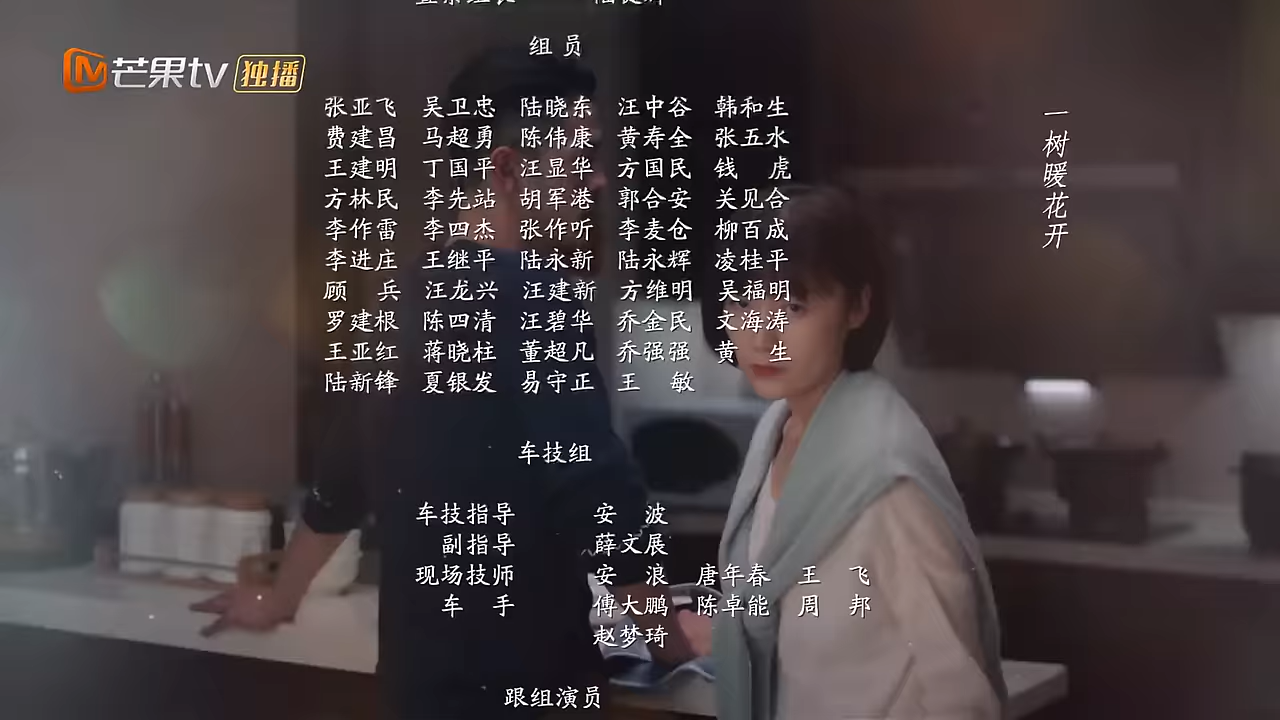 组员
芒果tv 独播
张亚飞 吴卫忠 陆晓东 汪中谷 韩和生
费建昌 马超勇 陈伟康 黄寿全 张五水
王建明 丁国平 汪显华 方国民 钱 虎
方林民 李先站 胡军港 郭合安 关见合
李作雷 李四杰 张作听 李麦仓 柳百成
李进庄 王继平 陆永新 陆永辉 凌桂平
顾 兵 汪龙兴 汪建新 方维明 吴福明
罗建根 陈四清 汪碧华 乔金民 文海涛
王亚红 蒋晓柱 董超凡 乔强强 黄 生
陆新锋 夏银发 易守正 王 敏
一树暖花开
车技组
车技指导 安 波
副指导 薛文展
现场技师 安 浪 唐年春 王 飞
车 手 傅大鹏 陈卓能 周 邦
赵梦琦
跟组演员